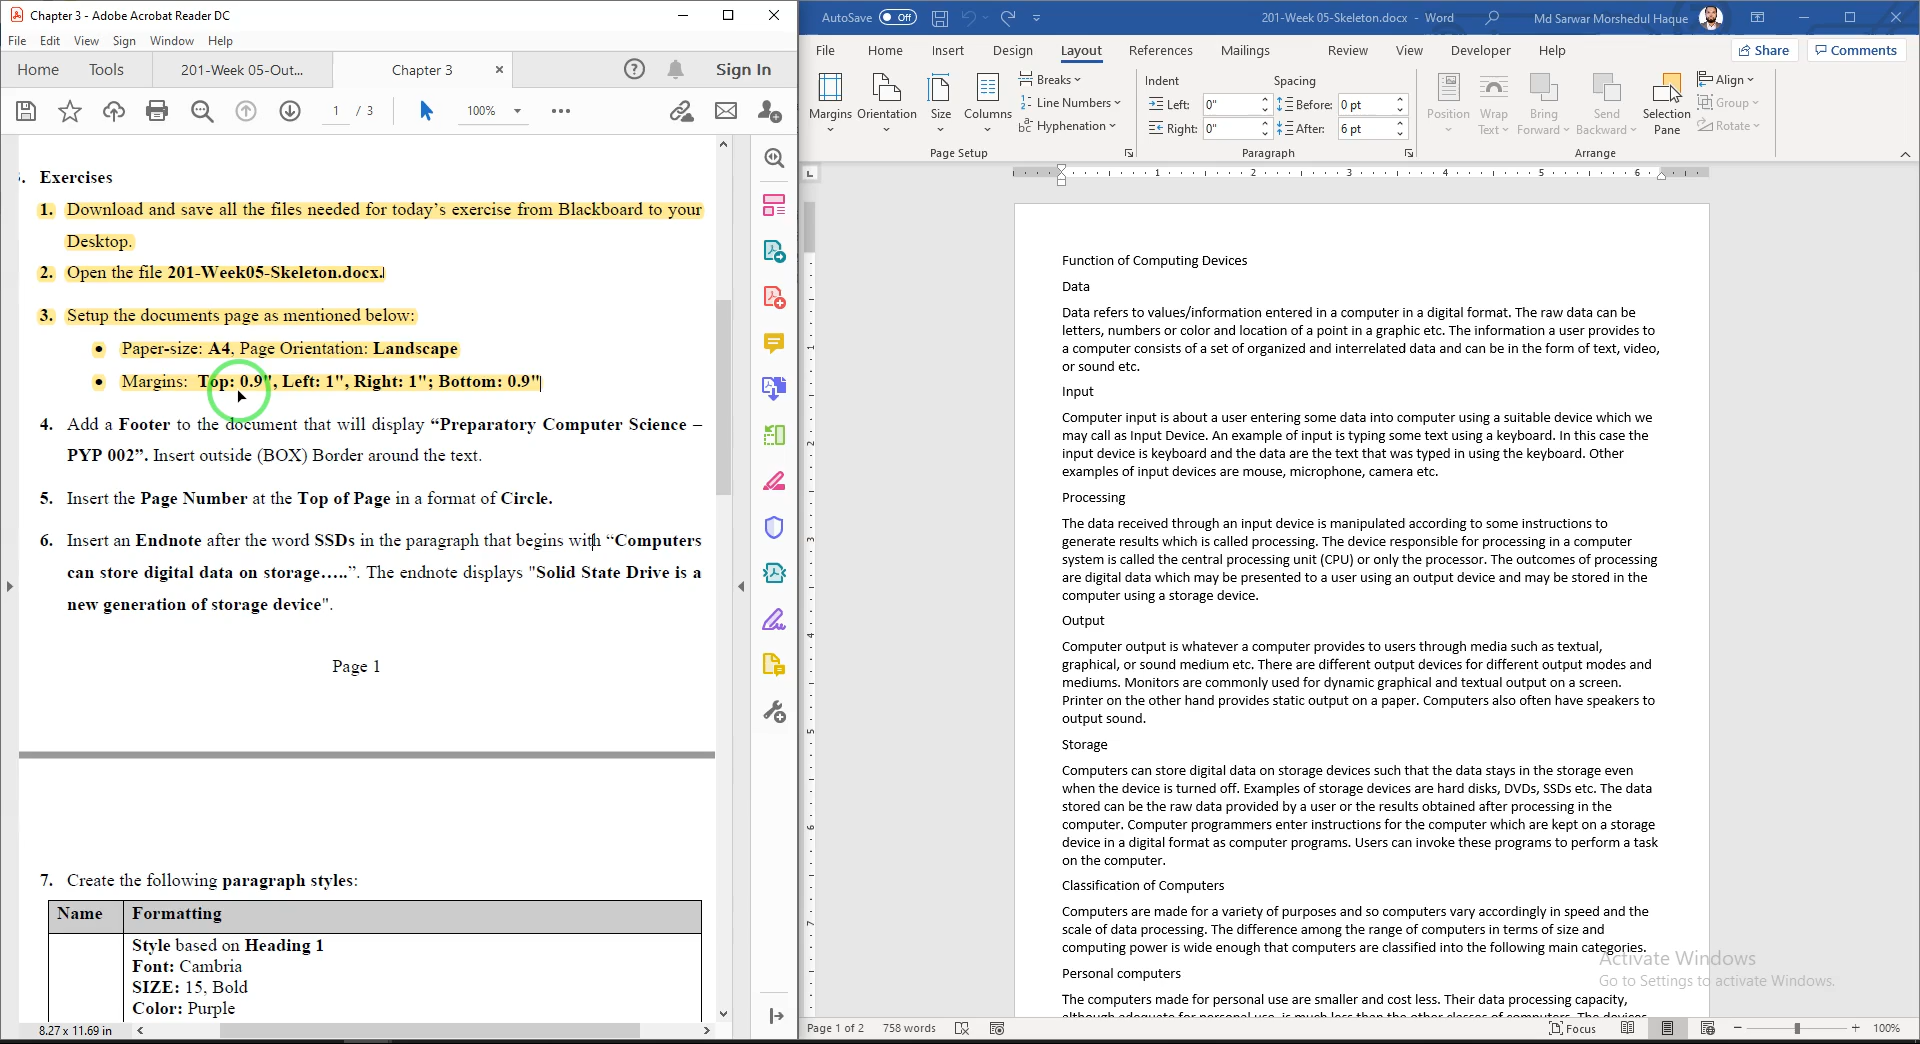 Chapter 3 - Adobe Acrobat Reader DC
File Edit View Sign Window Help
Home Tools 201-Week 05-Out... Chapter 3 × Sign In
1 / 3 100%
Exercises
1. Download and save all the files needed for today's exercise from Blackboard to your
Desktop.
2. Open the file 201-Week05-Skeleton.docx.
3. Setup the documents page as mentioned below:
• Paper-size: A4, Page Orientation: Landscape
• Margins: Top: 0.9", Left: 1", Right: 1"; Bottom: 0.9"
4. Add a Footer to the document that will display “Preparatory Computer Science –
PYP 002”. Insert outside (BOX) Border around the text.
5. Insert the Page Number at the Top of Page in a format of Circle.
6. Insert an Endnote after the word SSDs in the paragraph that begins with “Computers
can store digital data on storage…..”. The endnote displays "Solid State Drive is a
new generation of storage device".
Page 1
7. Create the following paragraph styles:
Name Formatting
Style based on Heading 1
Font: Cambria
SIZE: 15, Bold
Color: Purple
8.27 x 11.69 in
AutoSave Off 201-Week 05-Skeleton.docx - Word Md Sarwar Morshedul Haque
File Home Insert Design Layout References Mailings Review View Developer Help Share Comments
Margins Orientation Size Columns
Breaks
Line Numbers
Hyphenation
Page Setup
Indent Spacing
Left: 0" Before: 0 pt
Right: 0" After: 6 pt
Paragraph
Position Wrap Text Bring Forward Send Backward Selection Pane
Align
Group
Rotate
Arrange
1 2 3 4 5 6
Function of Computing Devices
Data
Data refers to values/information entered in a computer in a digital format. The raw data can be
letters, numbers or color and location of a point in a graphic etc. The information a user provides to
a computer consists of a set of organized and interrelated data and can be in the form of text, video,
or sound etc.
Input
Computer input is about a user entering some data into computer using a suitable device which we
may call as Input Device. An example of input is typing some text using a keyboard. In this case the
input device is keyboard and the data are the text that was typed in using the keyboard. Other
examples of input devices are mouse, microphone, camera etc.
Processing
The data received through an input device is manipulated according to some instructions to
generate results which is called processing. The device responsible for processing in a computer
system is called the central processing unit (CPU) or only the processor. The outcomes of processing
are digital data which may be presented to a user using an output device and may be stored in the
computer using a storage device.
Output
Computer output is whatever a computer provides to users through media such as textual,
graphical, or sound medium etc. There are different output devices for different output modes and
mediums. Monitors are commonly used for dynamic graphical and textual output on a screen.
Printer on the other hand provides static output on a paper. Computers also often have speakers to
output sound.
Storage
Computers can store digital data on storage devices such that the data stays in the storage even
when the device is turned off. Examples of storage devices are hard disks, DVDs, SSDs etc. The data
stored can be the raw data provided by a user or the results obtained after processing in the
computer. Computer programmers enter instructions for the computer which are kept on a storage
device in a digital format as computer programs. Users can invoke these programs to perform a task
on the computer.
Classification of Computers
Computers are made for a variety of purposes and so computers vary accordingly in speed and the
scale of data processing. The difference among the range of computers in terms of size and
computing power is wide enough that computers are classified into the following main categories.
Personal computers
The computers made for personal use are smaller and cost less. Their data processing capacity,
although adequate for personal use, is much less than the other classes of computers. The devices
Activate Windows
Go to Settings to activate Windows.
Page 1 of 2 758 words Focus 100%